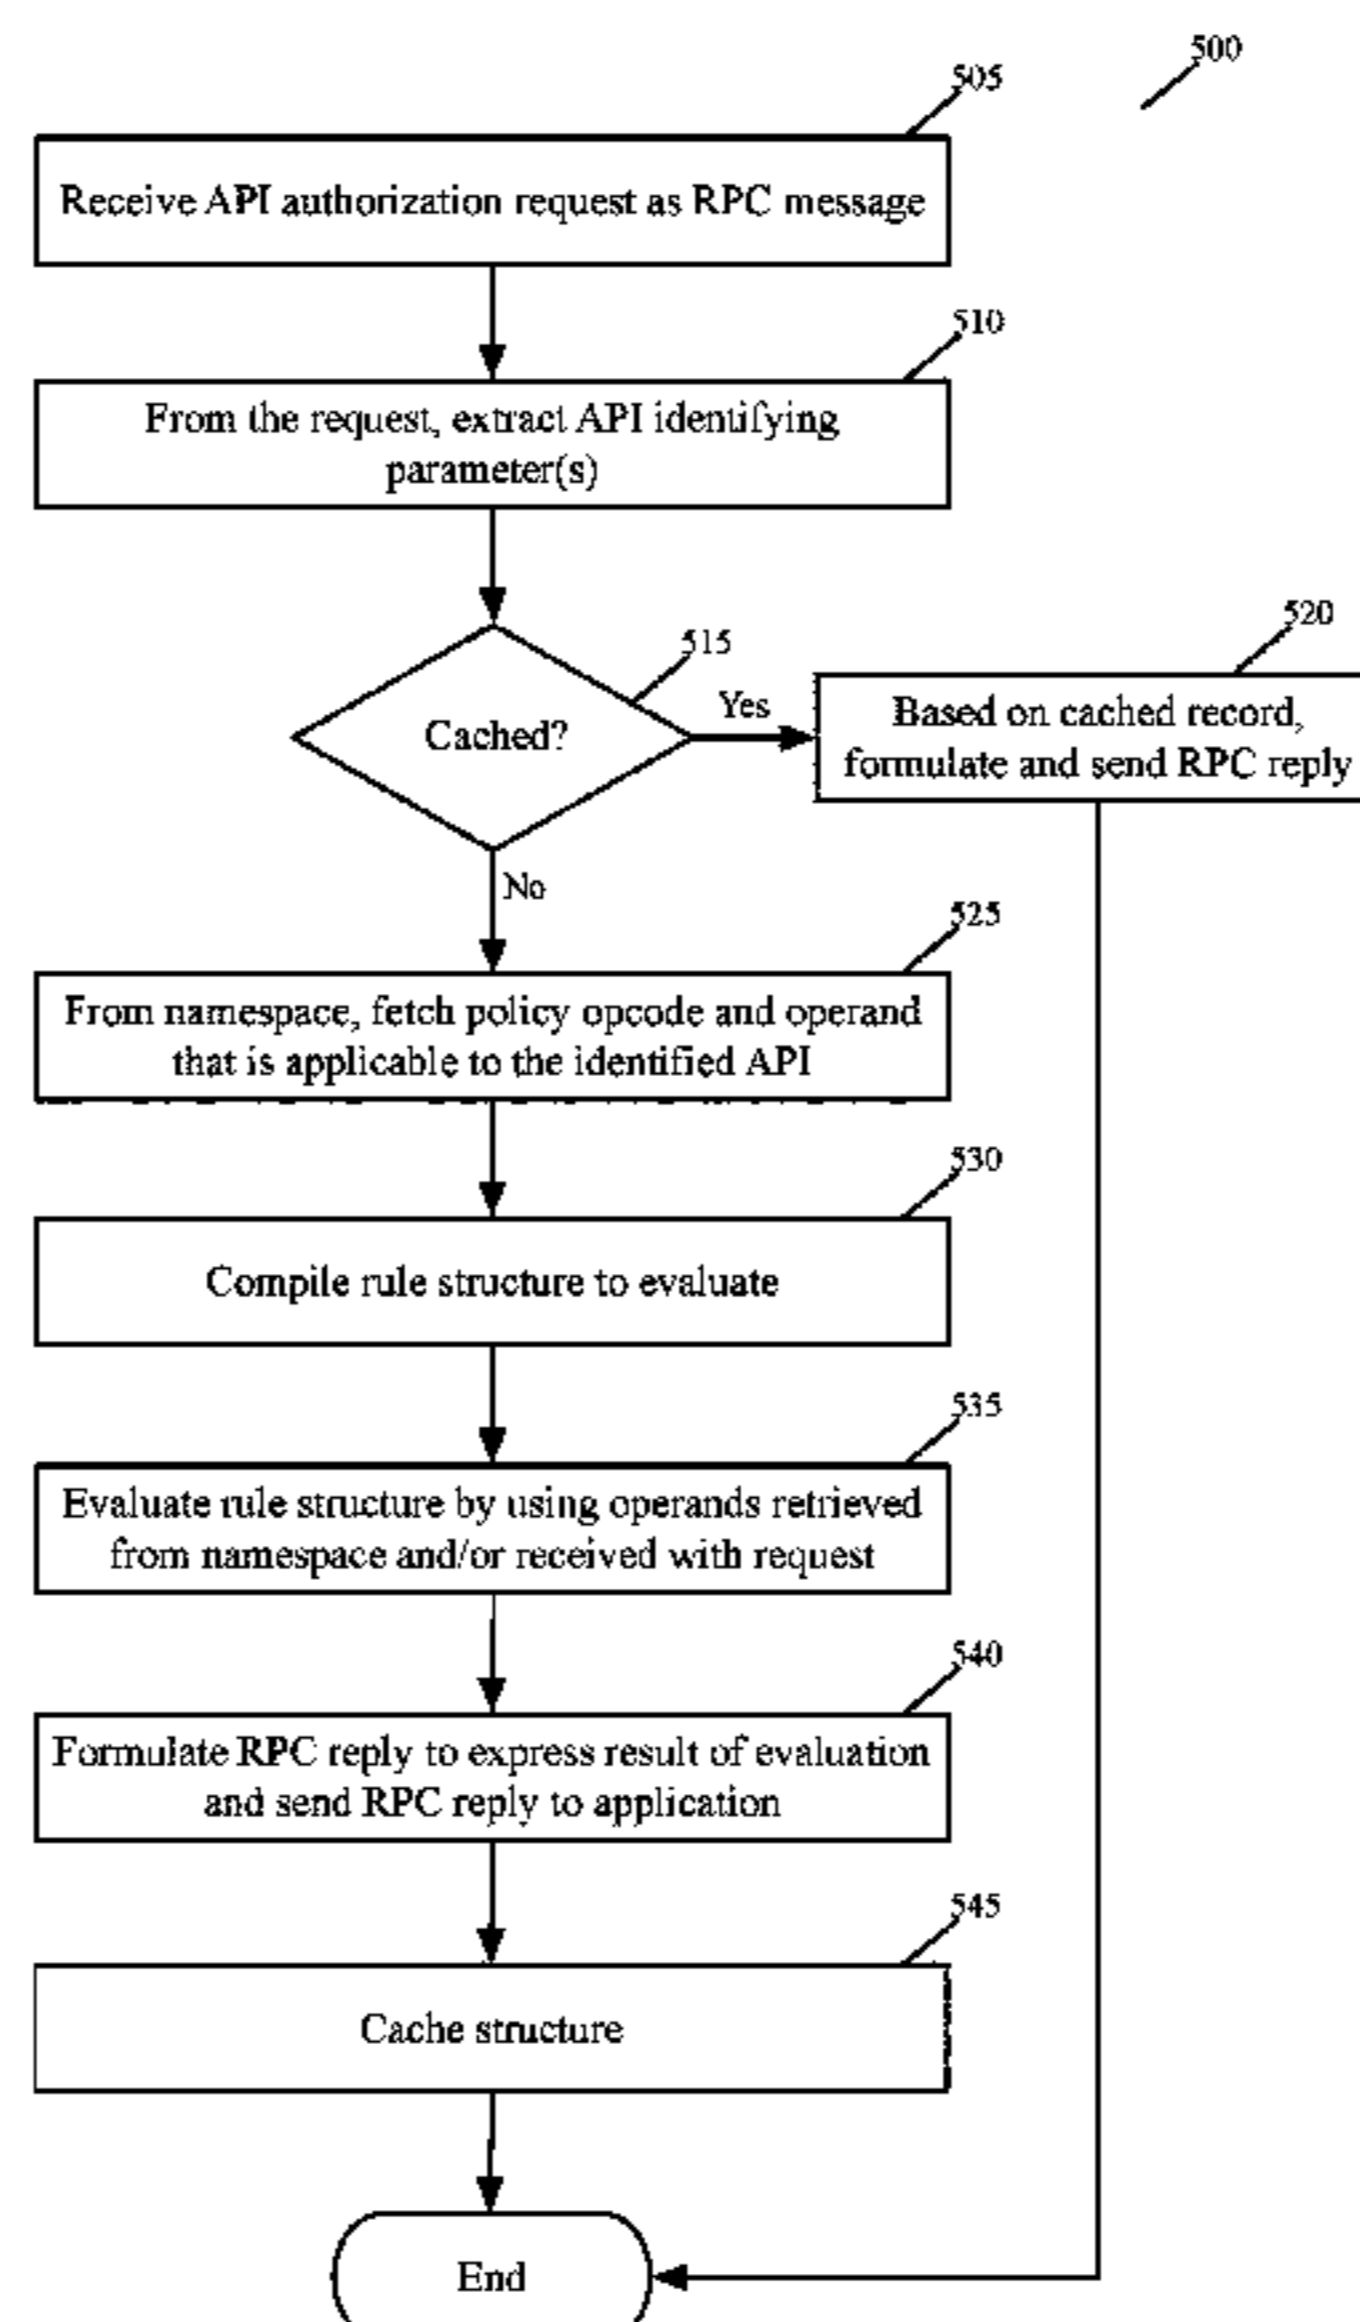 500
505
Receive API authorization request as RPC message
510
From the request, extract API identifying
parameter(s)
515
Cached?
Yes
520
Based on cached record,
formulate and send RPC reply
No
525
From namespace, fetch policy opcode and operand
that is applicable to the identified API
530
Compile rule structure to evaluate
535
Evaluate rule structure by using operands retrieved
from namespace and/or received with request
540
Formulate RPC reply to express result of evaluation
and send RPC reply to application
545
Cache structure
End